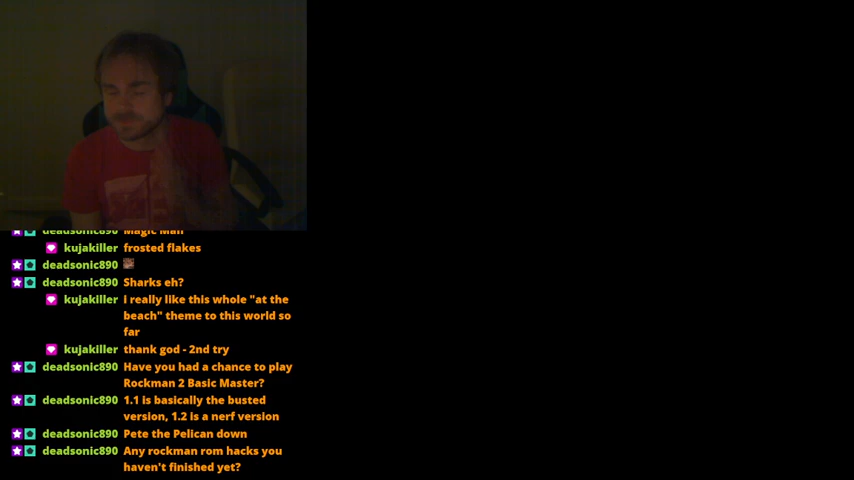 deadsonic890 Magic Man
kujakiller frosted flakes
deadsonic890
deadsonic890 Sharks eh?
kujakiller i really like this whole "at the
beach" theme to this world so
far
kujakiller thank god - 2nd try
deadsonic890 Have you had a chance to play
Rockman 2 Basic Master?
deadsonic890 1.1 is basically the busted
version, 1.2 is a nerf version
deadsonic890 Pete the Pelican down
deadsonic890 Any rockman rom hacks you
haven't finished yet?